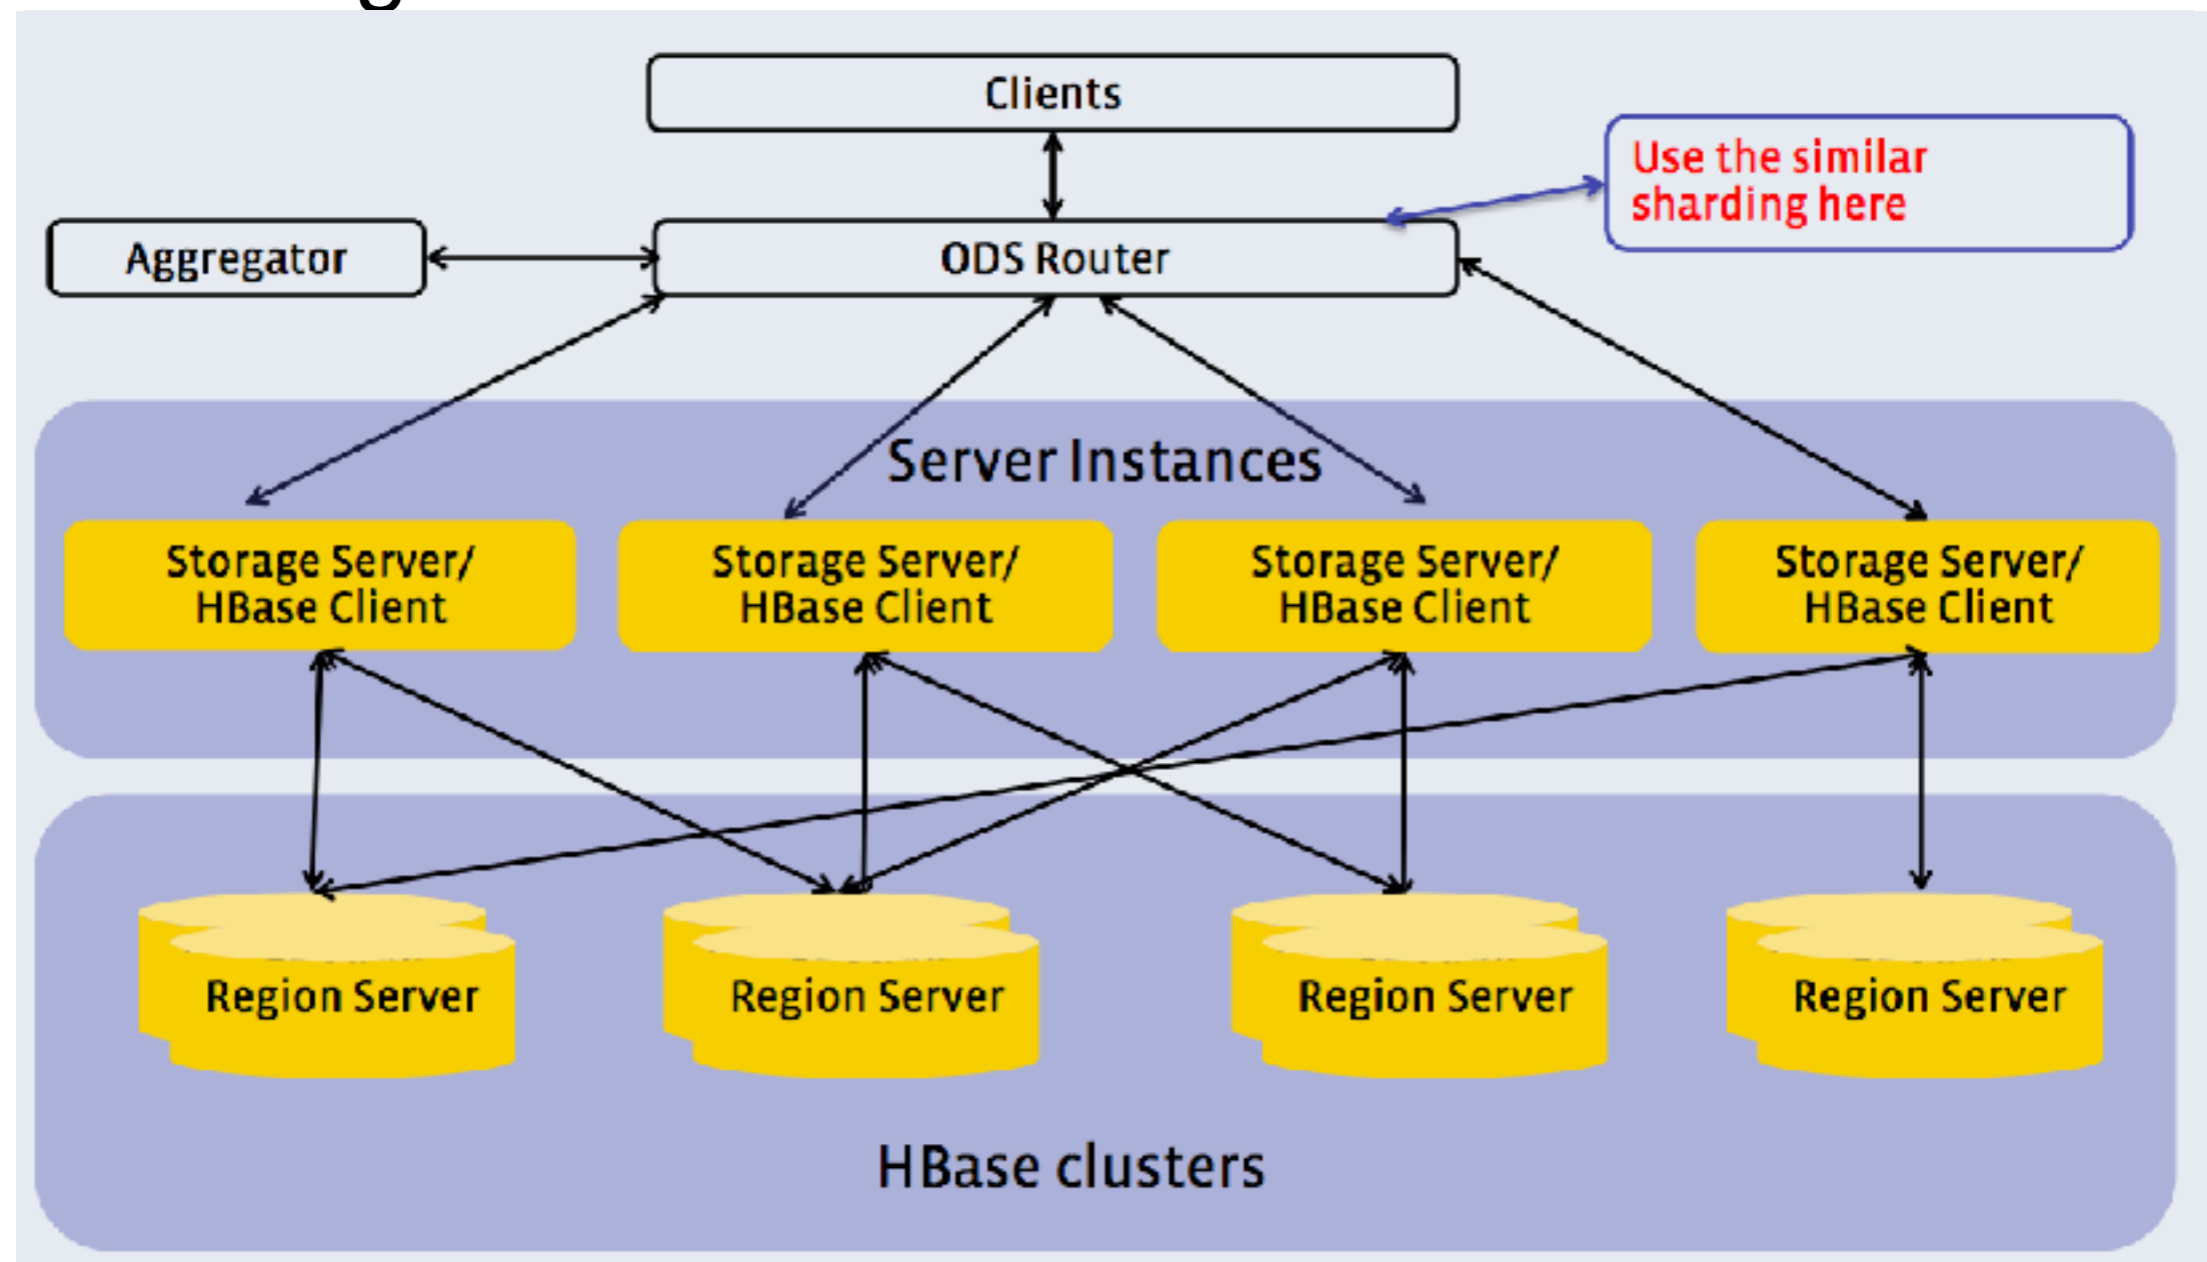 Clients
Use the similar
sharding here
Aggregator
ODS Router
Server Instances
Storage Server/
HBase Client
Storage Server/
HBase Client
Storage Server/
HBase Client
Storage Server/
HBase Client
Region Server
Region Server
Region Server
Region Server
HBase clusters